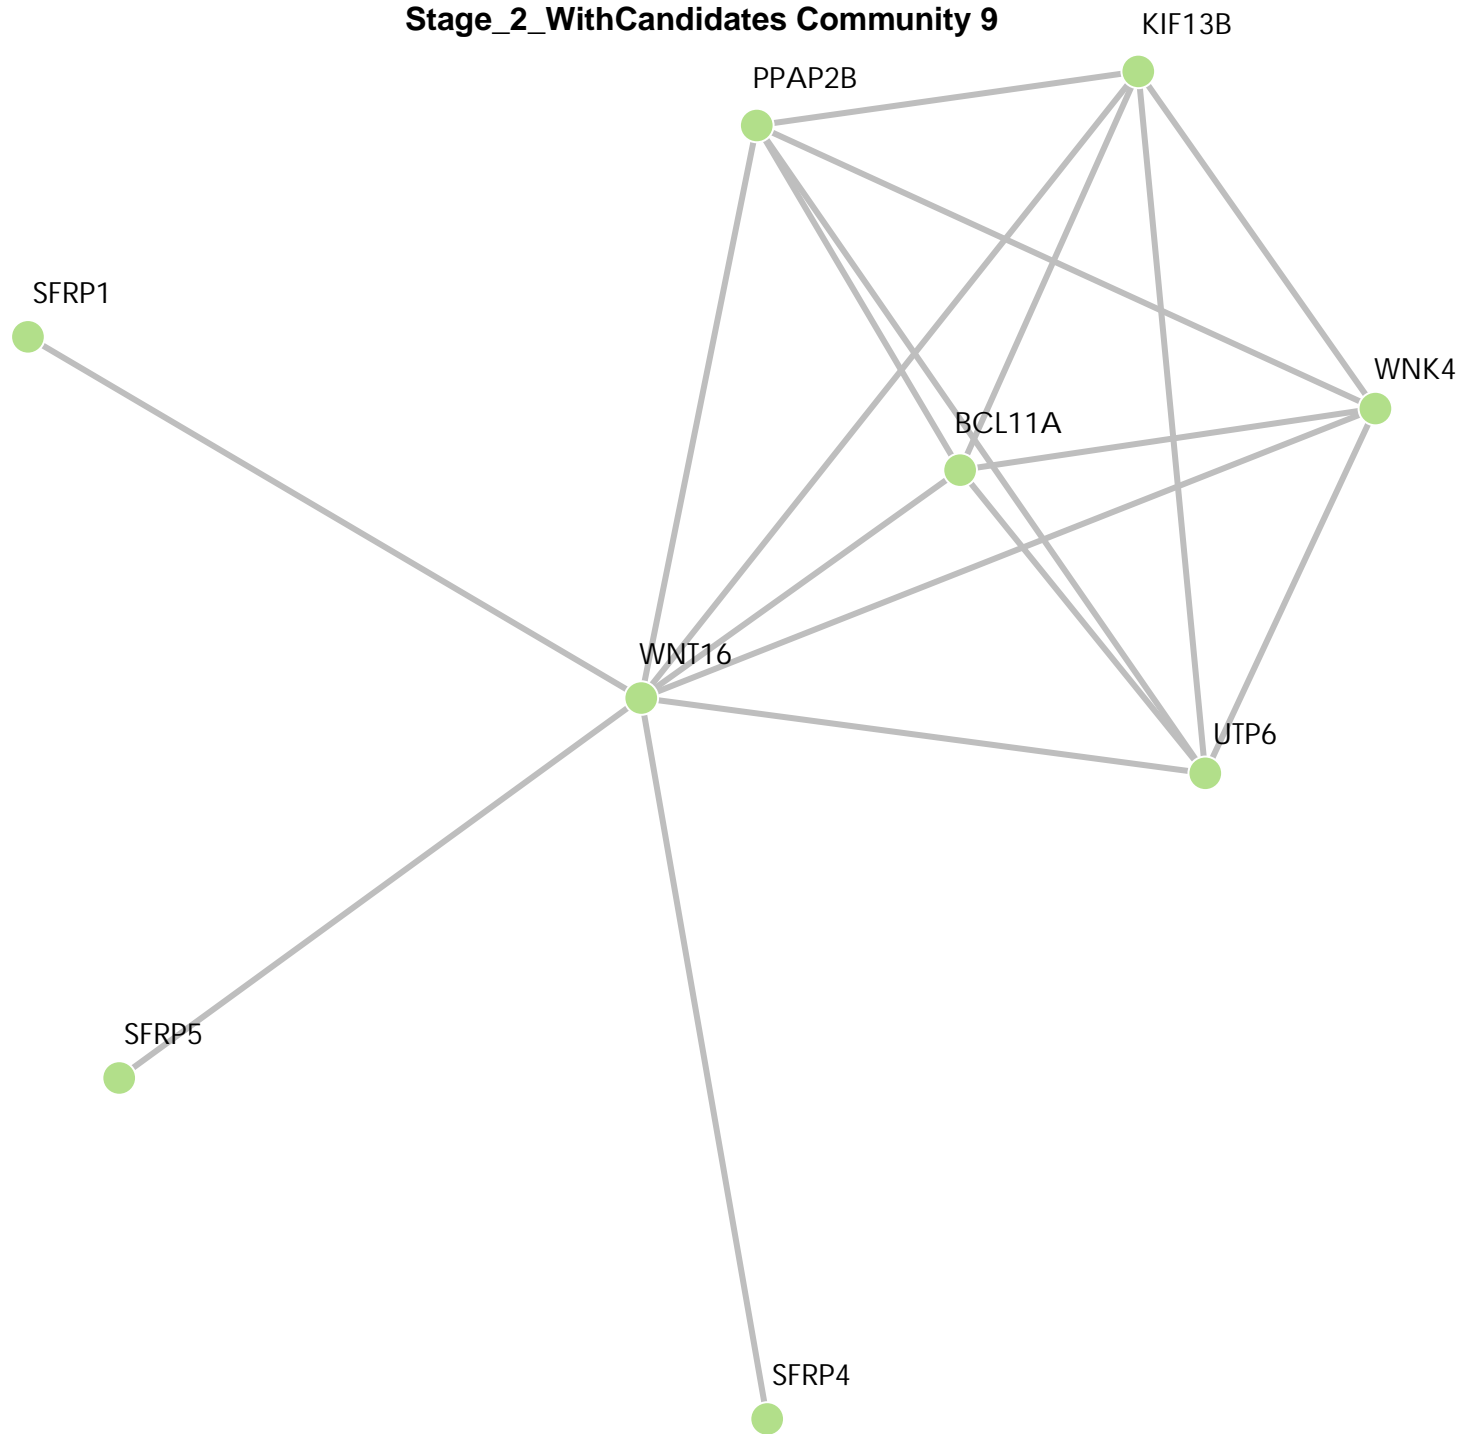 Stage_2_WithCandidates Community 9
KIF13B
PPAP2B
SFRP1
WNK4
BCL11A
WNT16
UTP6
SFRP5
SFRP4